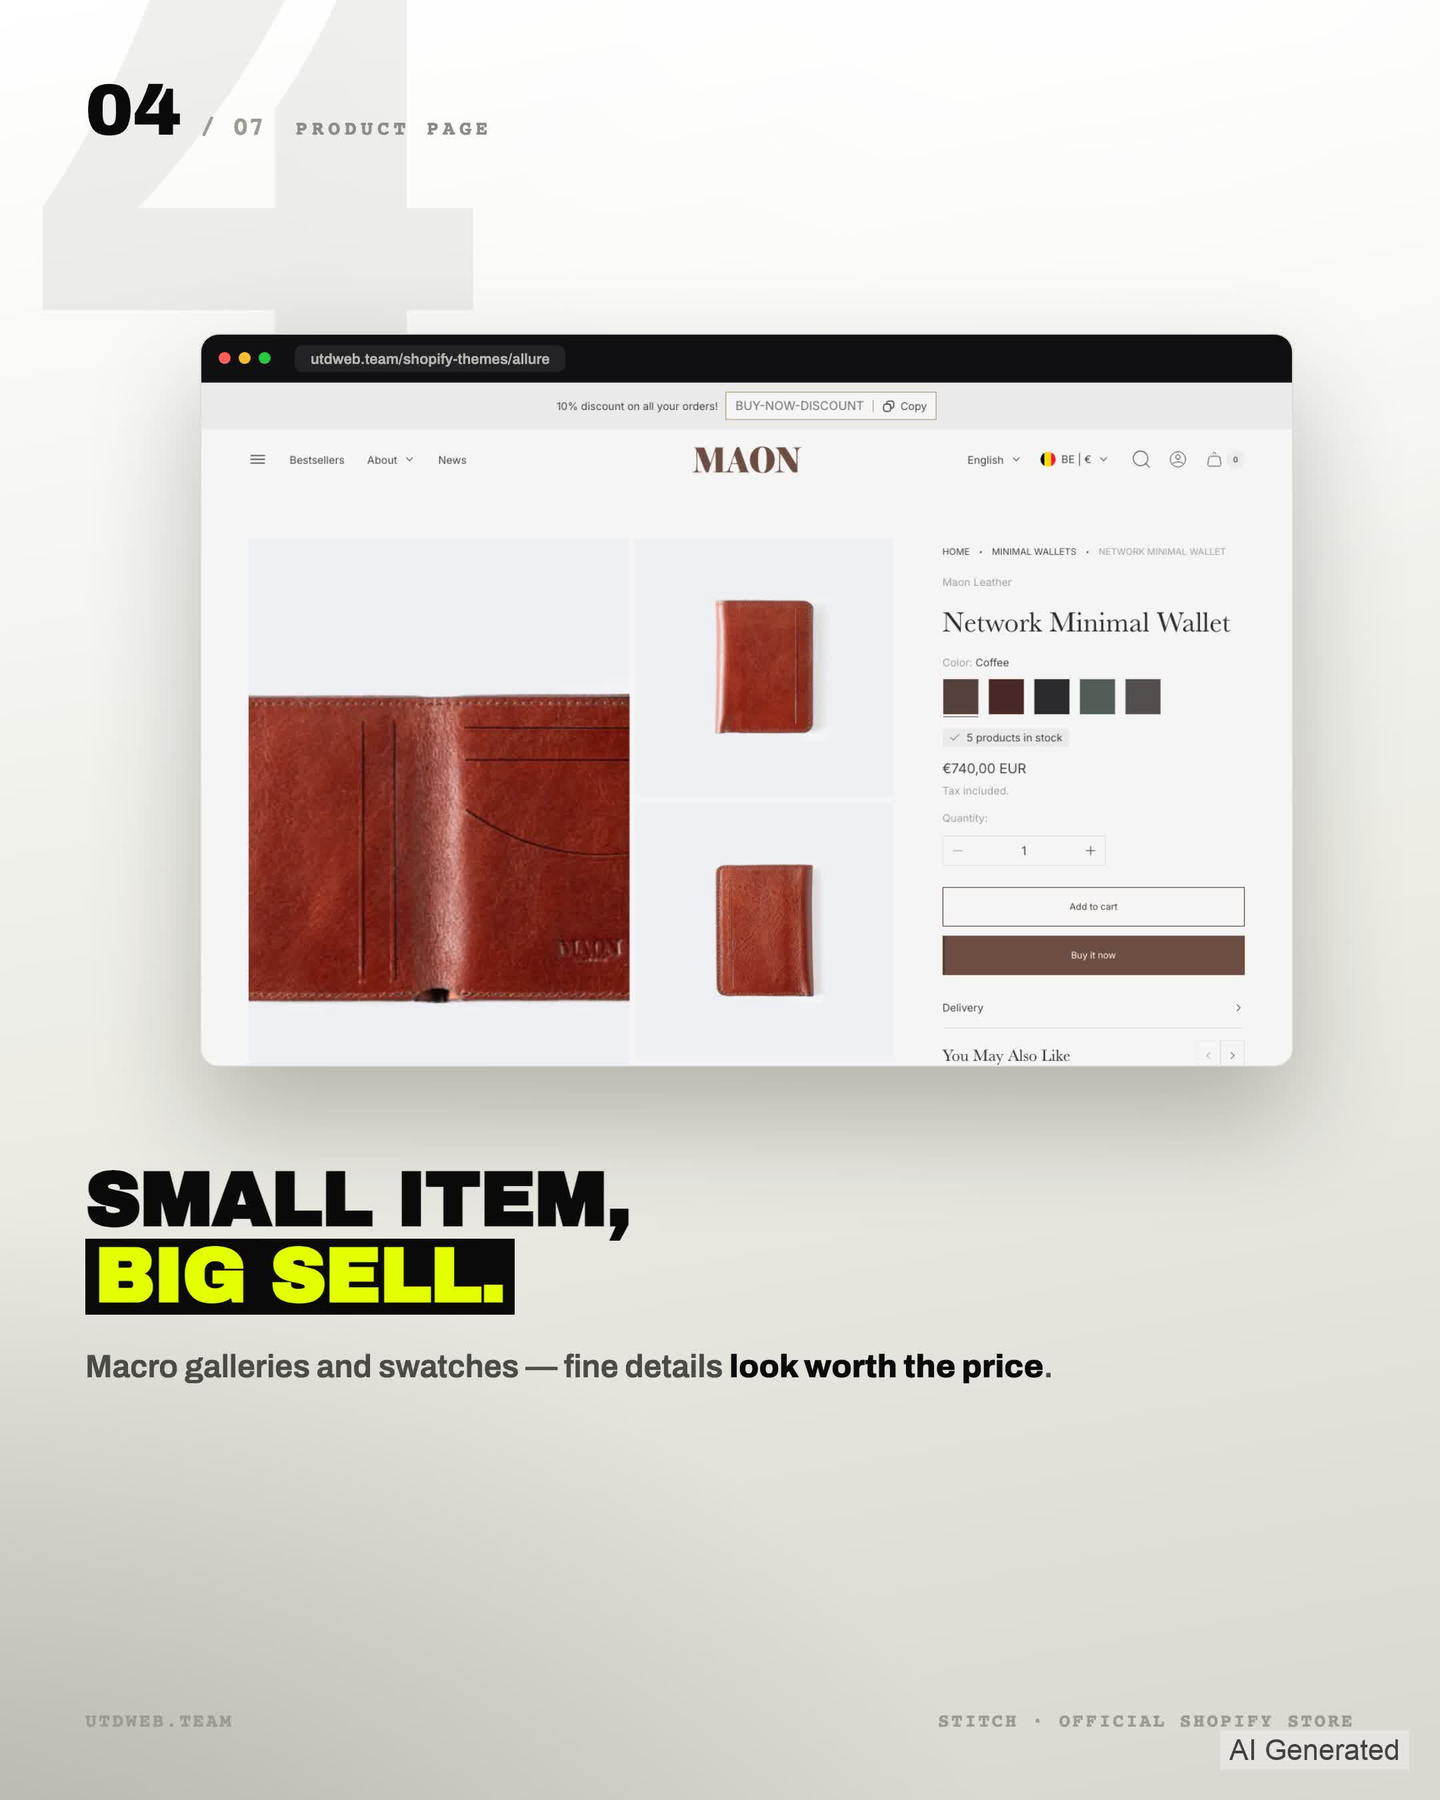 4
04 / 07 PRODUCT PAGE
utdweb.team/shopify-themes/allure
10% discount on all your orders! BUY-NOW-DISCOUNT | Copy
Bestsellers About News MAON English BE | € 0
HOME • MINIMAL WALLETS • NETWORK MINIMAL WALLET
Maon Leather
Network Minimal Wallet
Color: Coffee
5 products in stock
€740,00 EUR
Tax included.
Quantity:
1
Add to cart
Buy it now
Delivery
You May Also Like
MAON
SMALL ITEM,
BIG SELL.
Macro galleries and swatches — fine details look worth the price.
UTDWEB.TEAM STITCH · OFFICIAL SHOPIFY STORE
AI Generated